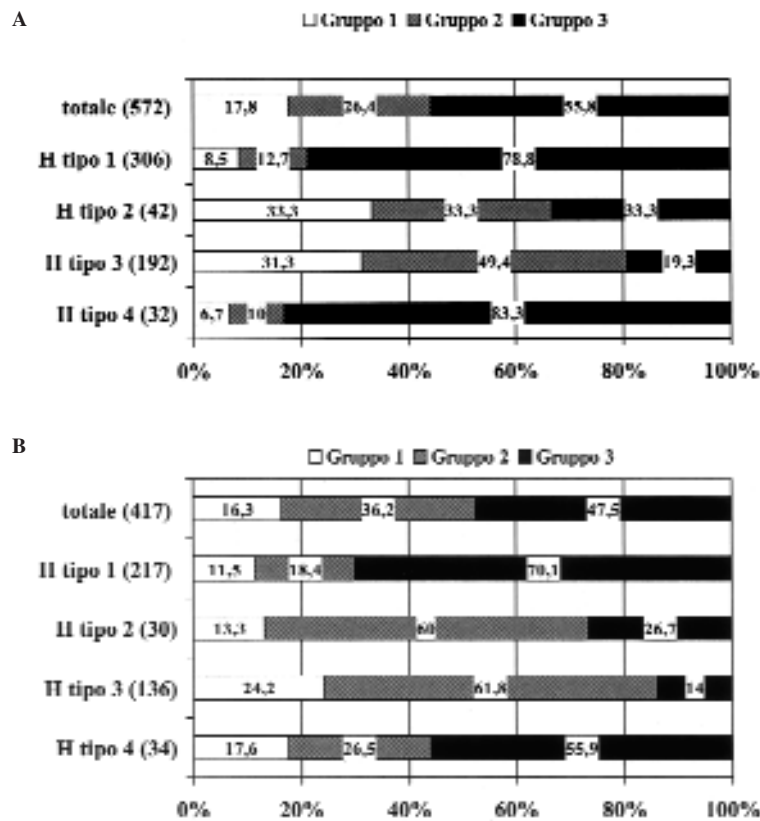 A
Gruppo 1 Gruppo 2 Gruppo 3
totale (572) 17,8 26,4 55,8
H tipo 1 (306) 8,5 12,7 78,8
H tipo 2 (42) 33,3 33,3 33,3
H tipo 3 (192) 31,3 49,4 19,3
H tipo 4 (32) 6,7 10 83,3
0% 20% 40% 60% 80% 100%
B
Gruppo 1 Gruppo 2 Gruppo 3
totale (417) 16,3 36,2 47,5
H tipo 1 (217) 11,5 18,4 70,1
H tipo 2 (30) 13,3 60 26,7
H tipo 3 (136) 24,2 61,8 14
H tipo 4 (34) 17,6 26,5 55,9
0% 20% 40% 60% 80% 100%